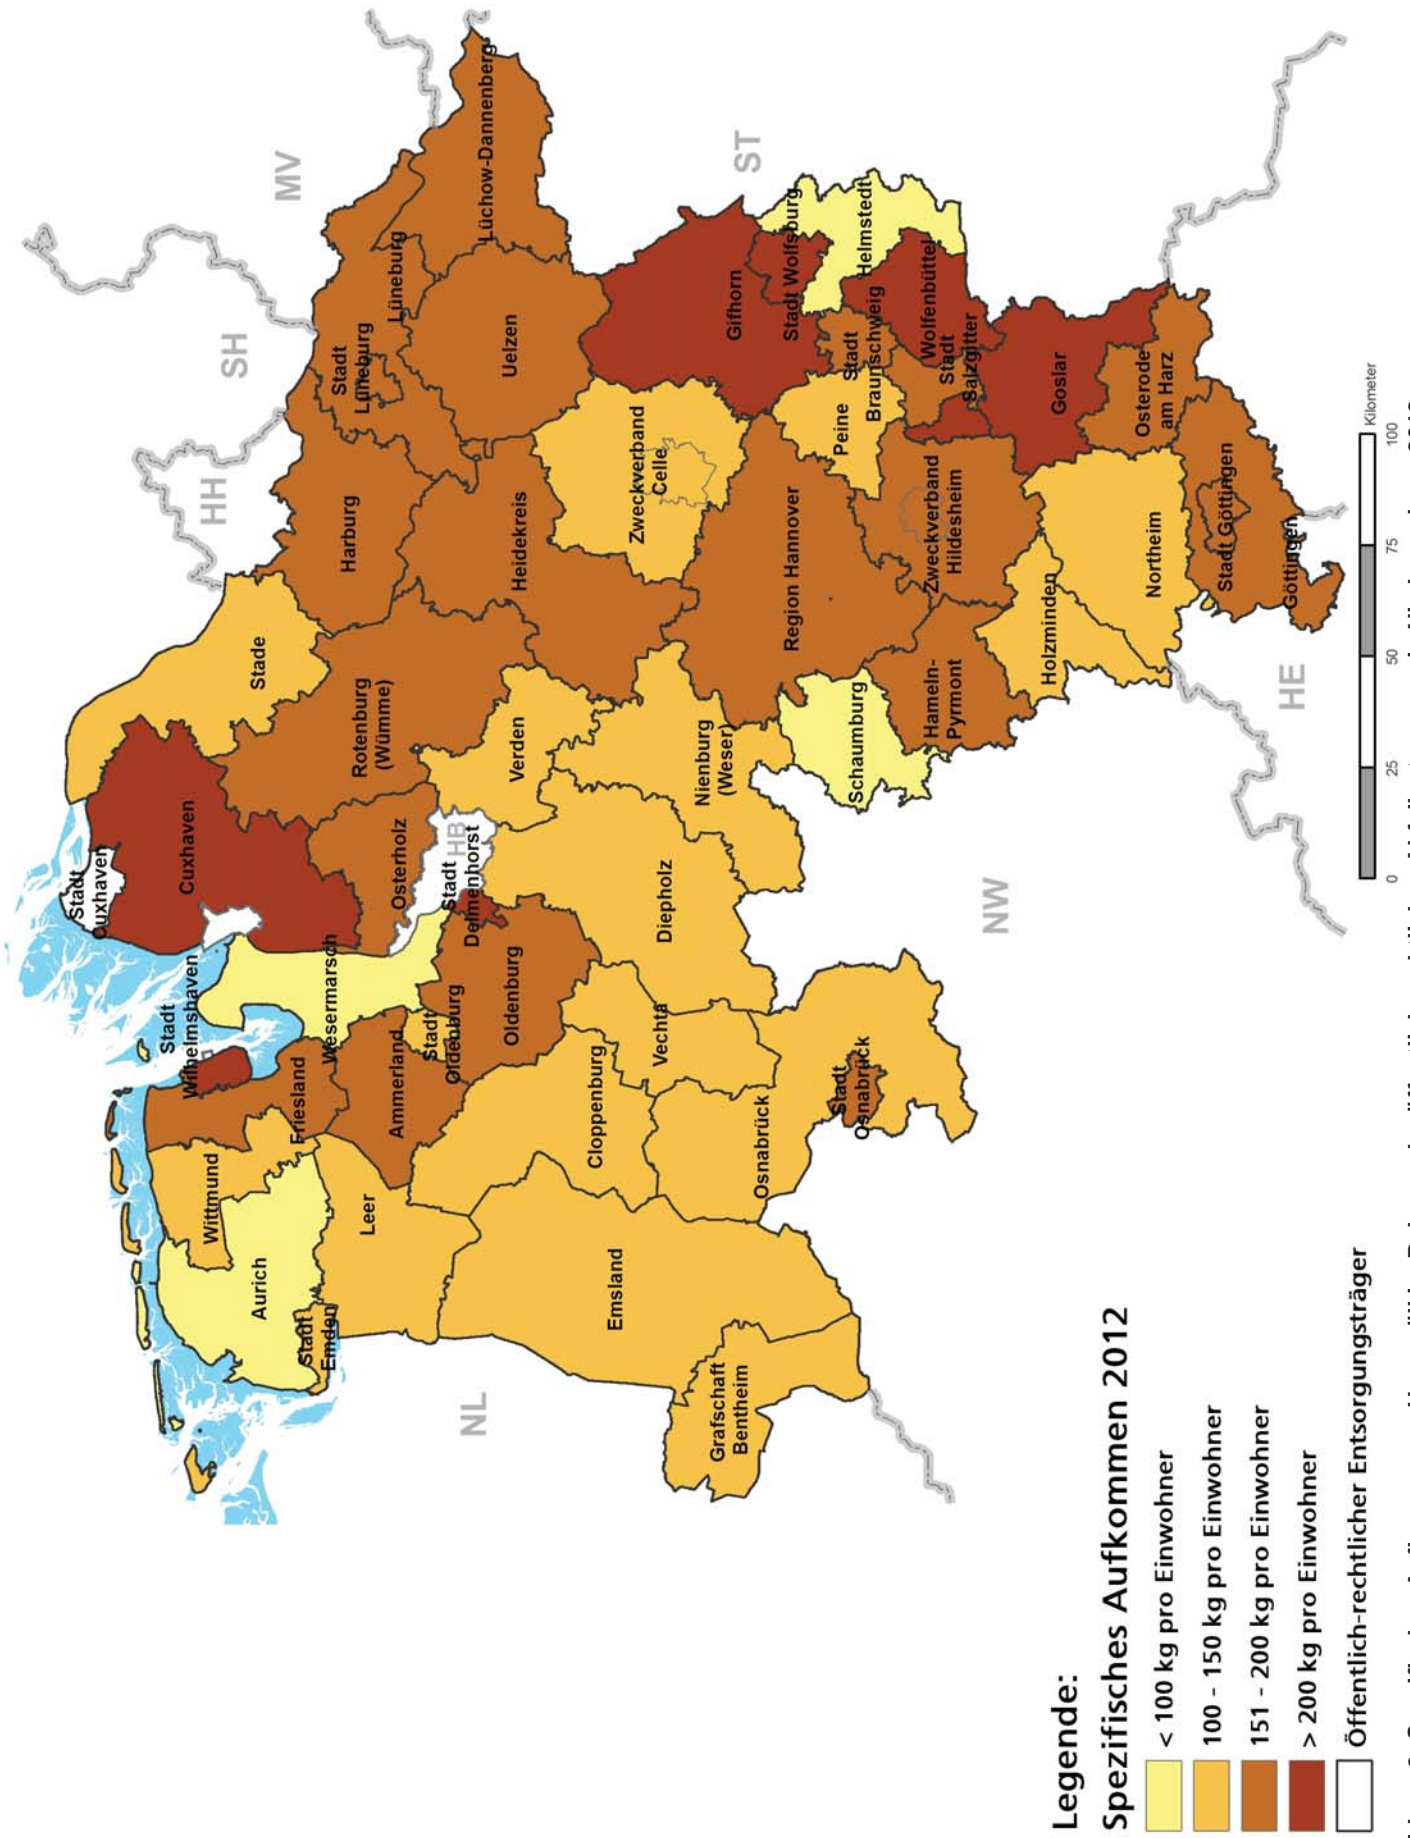 MV
SH
HH
ST
NW
HE
NL
HB
Stadt
Cuxhaven
Cuxhaven
Stade
Stadt
Wilhelmshaven
Wesermarsch
Friesland
Wittmund
Aurich
Stadt
Emden
Leer
Ammerland
Stadt
Oldenburg
Oldenburg
Stadt
Delmenhorst
Osterholz
Rotenburg
(Wümme)
Harburg
Stadt
Lüneburg
Lüneburg
Lüchow-Dannenberg
Uelzen
Heidekreis
Verden
Diepholz
Nienburg
(Weser)
Cloppenburg
Vechta
Emsland
Grafschaft
Bentheim
Osnabrück
Stadt
Osnabrück
Zweckverband
Celle
Gifhorn
Stadt Wolfsburg
Helmstedt
Stadt
Braunschweig
Peine
Wolfenbüttel
Stadt
Salzgitter
Region Hannover
Schaumburg
Hameln-
Pyrmont
Zweckverband
Hildesheim
Holzminden
Northeim
Goslar
Osterode
am Harz
Stadt Göttingen
Göttingen
Legende:
Spezifisches Aufkommen 2012
< 100 kg pro Einwohner
100 - 150 kg pro Einwohner
151 - 200 kg pro Einwohner
> 200 kg pro Einwohner
Öffentlich-rechtlicher Entsorgungsträger
0 25 50 75 100
Kilometer